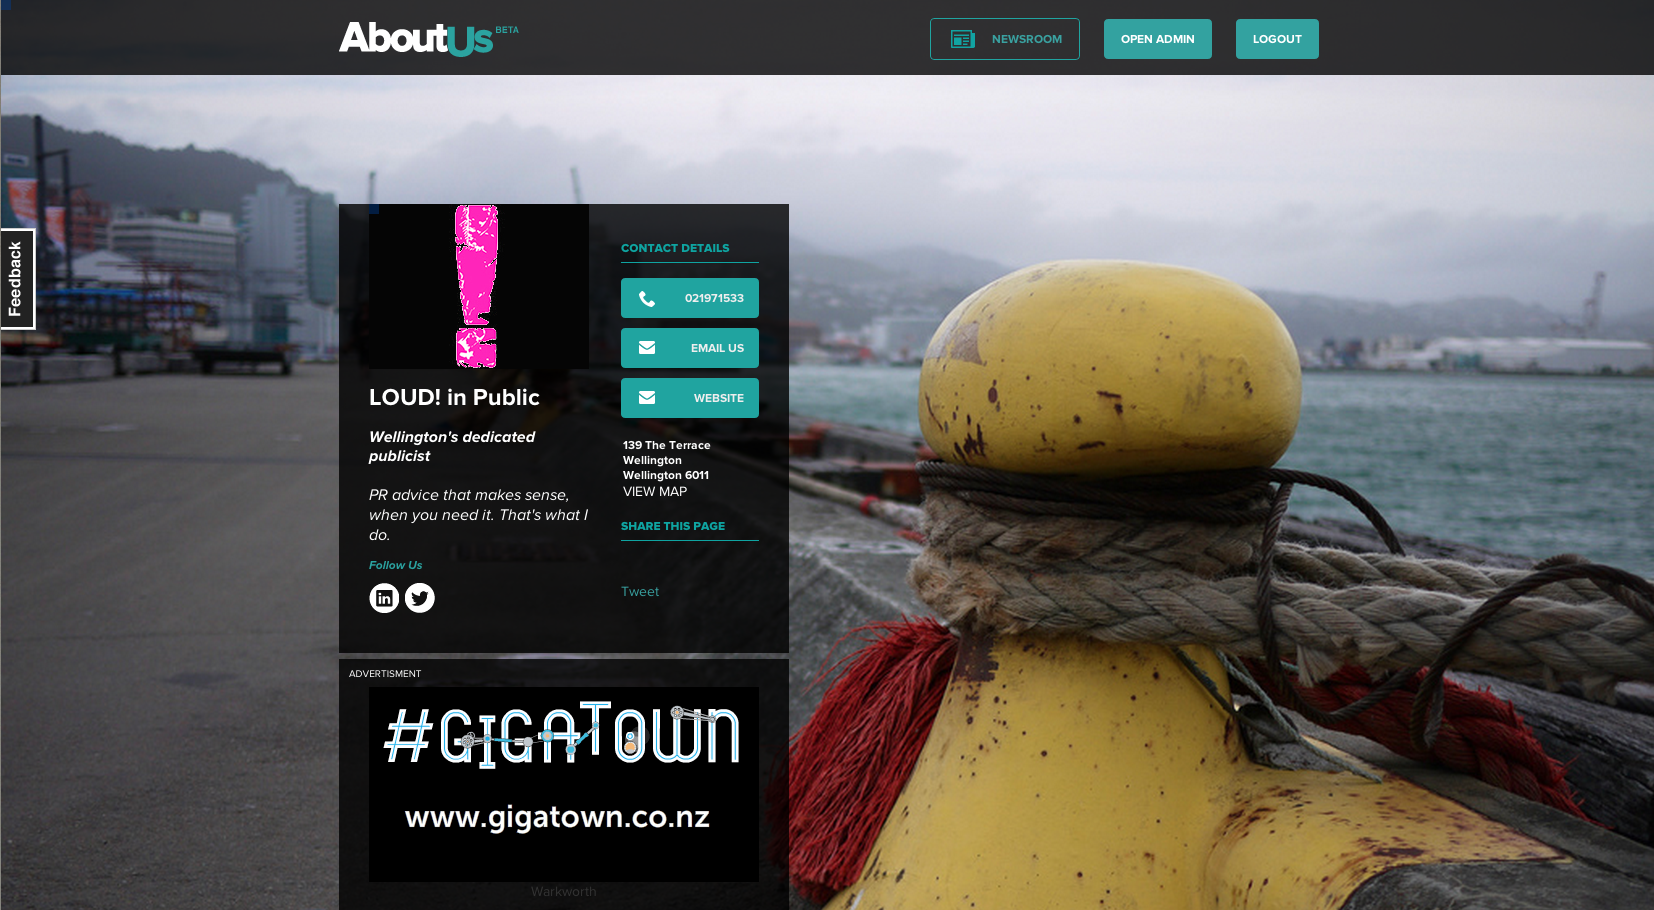 AboutUs BETA
NEWSROOM
OPEN ADMIN
LOGOUT
Feedback
LOUD! in Public
Wellington's dedicated
publicist
PR advice that makes sense,
when you need it. That's what I
do.
Follow Us
in
CONTACT DETAILS
021971533
EMAIL US
WEBSITE
139 The Terrace
Wellington
Wellington 6011
VIEW MAP
SHARE THIS PAGE
Tweet
ADVERTISMENT
#GIGATOWN
www.gigatown.co.nz
Warkworth